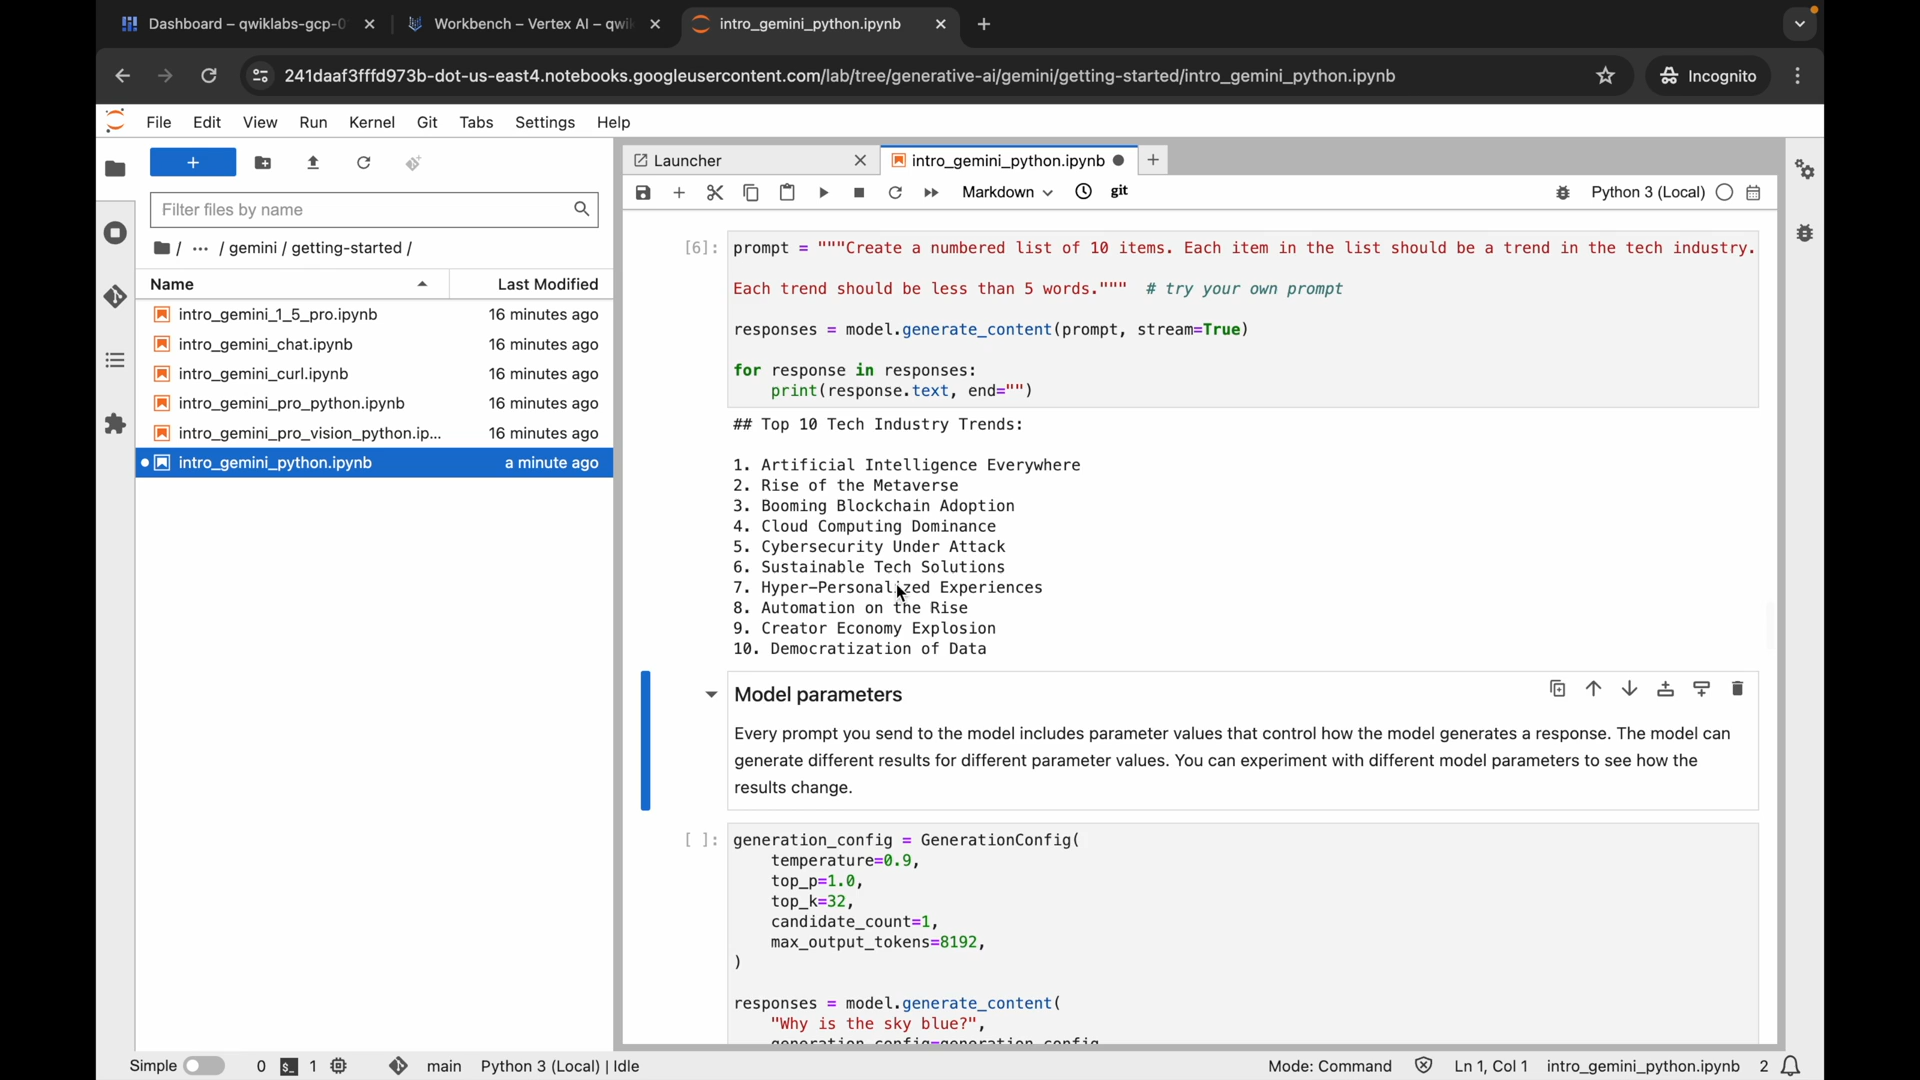 Dashboard – qwiklabs-gcp-0
Workbench – Vertex AI – qwi
intro_gemini_python.ipynb
241daaf3fffd973b-dot-us-east4.notebooks.googleusercontent.com/lab/tree/generative-ai/gemini/getting-started/intro_gemini_python.ipynb
Incognito
File Edit View Run Kernel Git Tabs Settings Help
Filter files by name
/ ··· / gemini / getting-started /
Name Last Modified
intro_gemini_1_5_pro.ipynb 16 minutes ago
intro_gemini_chat.ipynb 16 minutes ago
intro_gemini_curl.ipynb 16 minutes ago
intro_gemini_pro_python.ipynb 16 minutes ago
intro_gemini_pro_vision_python.ip... 16 minutes ago
intro_gemini_python.ipynb a minute ago
Launcher
intro_gemini_python.ipynb
Markdown git Python 3 (Local)
[6]: prompt = """Create a numbered list of 10 items. Each item in the list should be a trend in the tech industry.
Each trend should be less than 5 words.""" # try your own prompt
responses = model.generate_content(prompt, stream=True)
for response in responses:
print(response.text, end="")
## Top 10 Tech Industry Trends:
1. Artificial Intelligence Everywhere
2. Rise of the Metaverse
3. Booming Blockchain Adoption
4. Cloud Computing Dominance
5. Cybersecurity Under Attack
6. Sustainable Tech Solutions
7. Hyper-Personalized Experiences
8. Automation on the Rise
9. Creator Economy Explosion
10. Democratization of Data
Model parameters
Every prompt you send to the model includes parameter values that control how the model generates a response. The model can
generate different results for different parameter values. You can experiment with different model parameters to see how the
results change.
[ ]: generation_config = GenerationConfig(
temperature=0.9,
top_p=1.0,
top_k=32,
candidate_count=1,
max_output_tokens=8192,
)
responses = model.generate_content(
"Why is the sky blue?",
generation_config=generation_config
Simple 0 1 main Python 3 (Local) | Idle Mode: Command Ln 1, Col 1 intro_gemini_python.ipynb 2